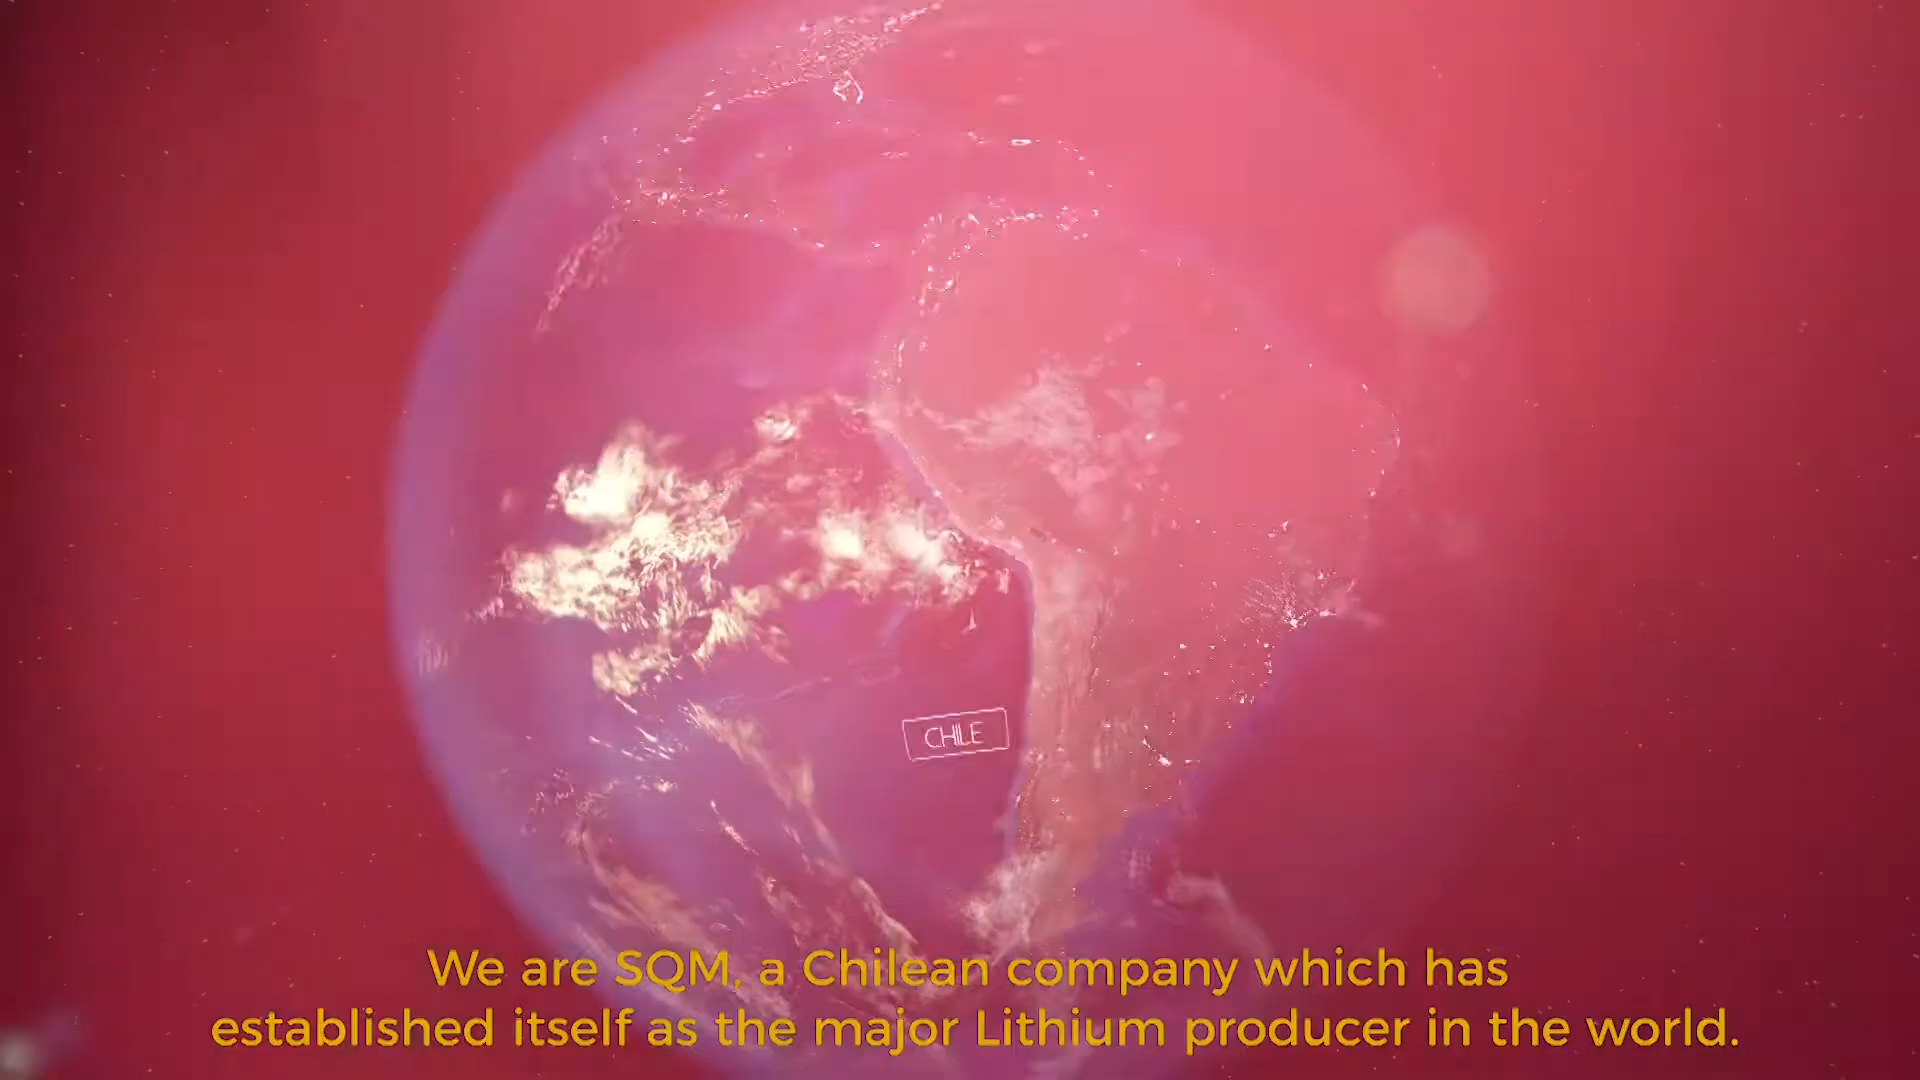 CHILE
We are SQM, a Chilean company which has
established itself as the major Lithium producer in the world.